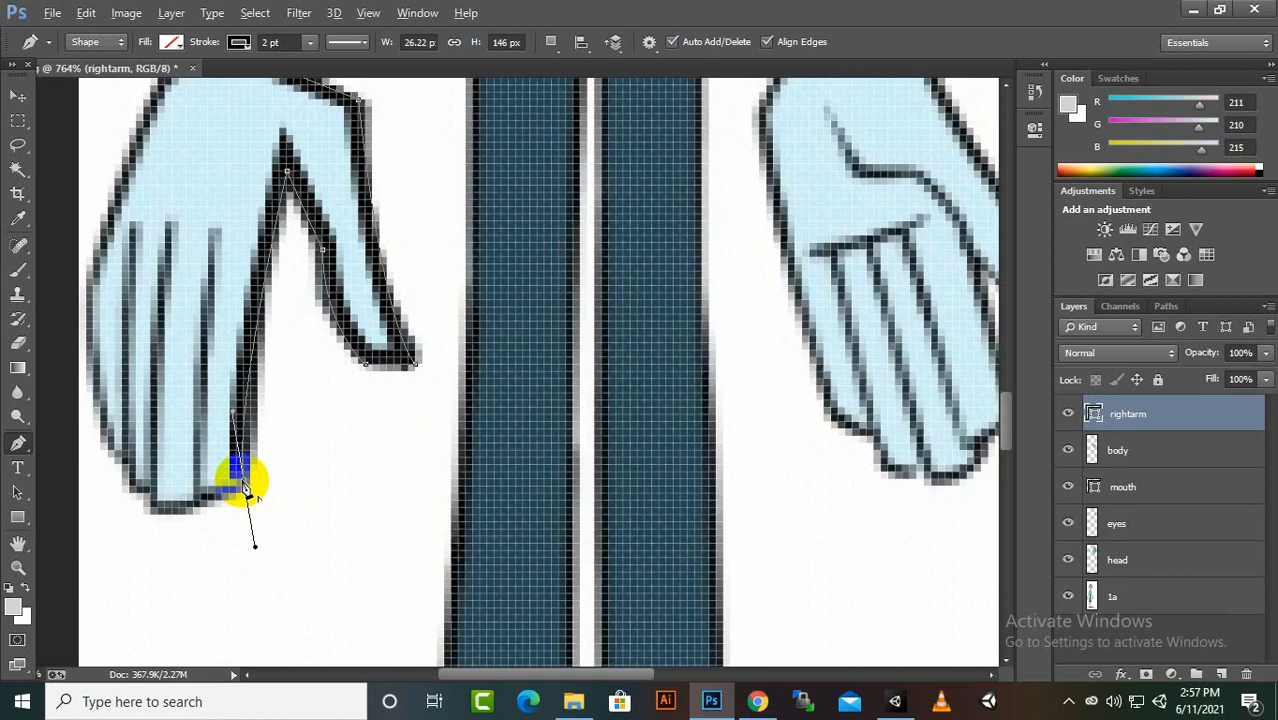 Ps File Edit Image Layer Type Select Filter 3D View Window Help
Shape Fill: Stroke: 2 pt W: 26.22 p H: 146 px Auto Add/Delete Align Edges Essentials
@ 764% (rightarm, RGB/8) * ×
Color Swatches
R 211
G 210
B 215
Adjustments Styles
Add an adjustment
Layers Channels Paths
Kind
Normal Opacity: 100%
Lock: Fill: 100%
rightarm
body
mouth
eyes
head
1a
Activate Windows
Go to Settings to activate Windows.
Doc: 367.9K/2.27M
Type here to search
Ai Ps
2:57 PM
6/11/2021
2